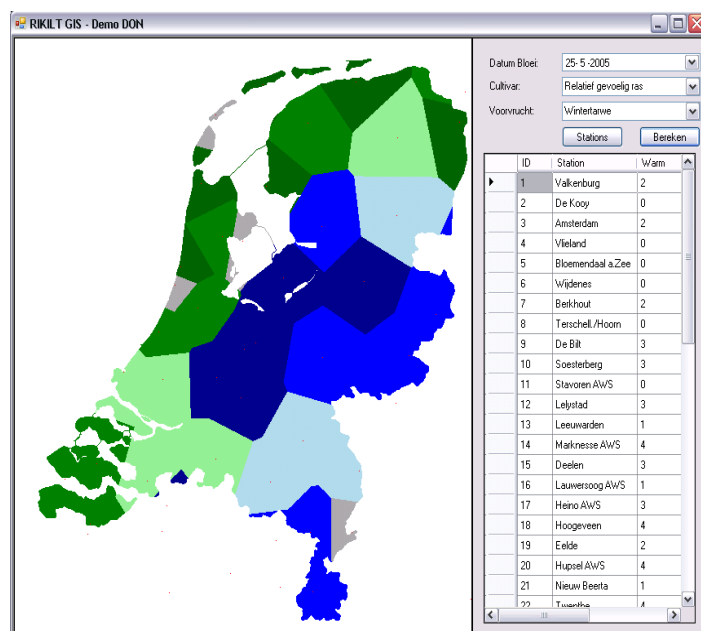 RIKILT GIS - Demo DON
Datum Bloei: 25- 5 -2005
Cultivar: Relatief gevoelig ras
Voorvrucht: Wintertarwe
Stations Bereken
ID Station Warm
1 Valkenburg 2
2 De Kooy 0
3 Amsterdam 2
4 Vlieland 0
5 Bloemendaal a.Zee 0
6 Wijdenes 0
7 Berkhout 2
8 Terschell./Hoorn 0
9 De Bilt 3
10 Soesterberg 3
11 Stavoren AWS 0
12 Lelystad 3
13 Leeuwarden 1
14 Marknesse AWS 4
15 Deelen 3
16 Lauwersoog AWS 1
17 Heino AWS 3
18 Hoogeveen 4
19 Eelde 2
20 Hupsel AWS 4
21 Nieuw Beerta 1
22 Twenthe 4